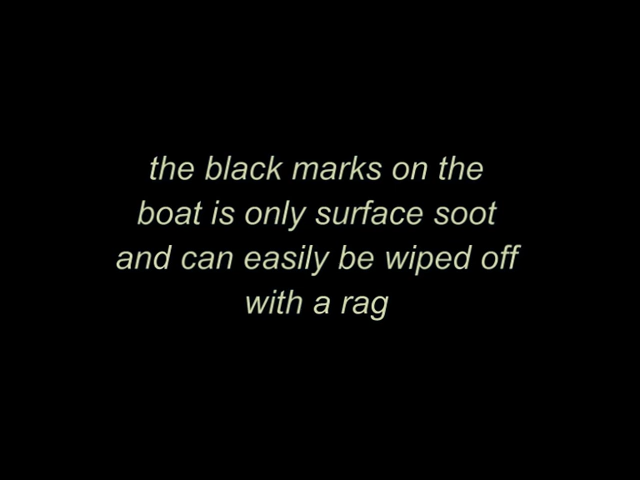 the black marks on the
boat is only surface soot
and can easily be wiped off
with a rag